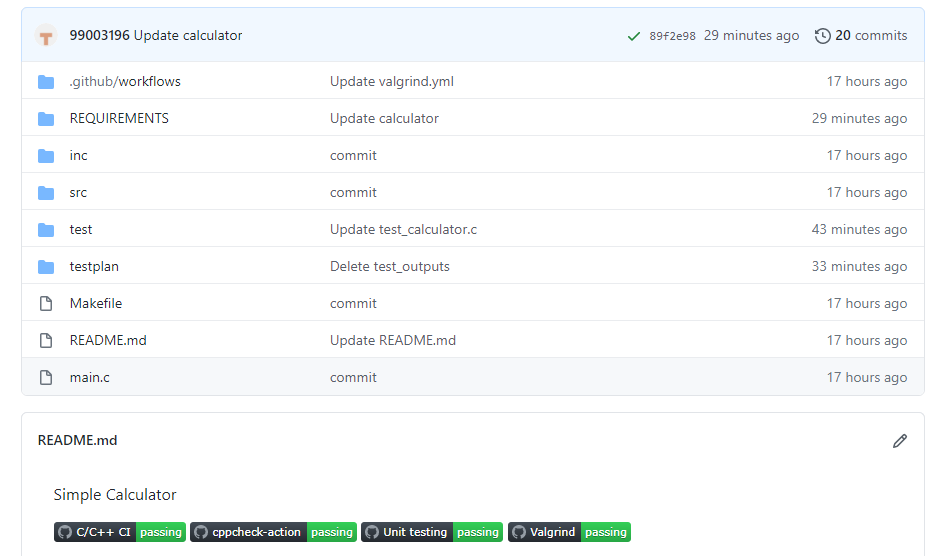 99003196 Update calculator 89f2e98 29 minutes ago 20 commits
.github/workflows Update valgrind.yml 17 hours ago
REQUIREMENTS Update calculator 29 minutes ago
inc commit 17 hours ago
src commit 17 hours ago
test Update test_calculator.c 43 minutes ago
testplan Delete test_outputs 33 minutes ago
Makefile commit 17 hours ago
README.md Update README.md 17 hours ago
main.c commit 17 hours ago
README.md
Simple Calculator
C/C++ CI passing cppcheck-action passing Unit testing passing Valgrind passing